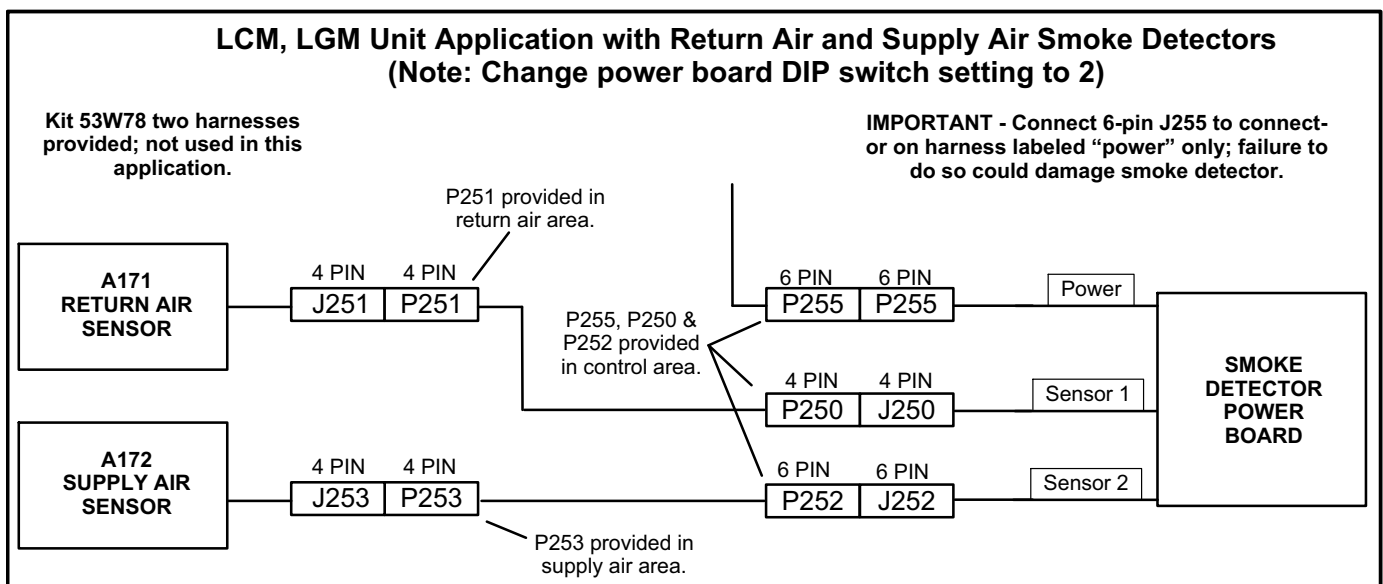 LCM, LGM Unit Application with Return Air and Supply Air Smoke Detectors
(Note: Change power board DIP switch setting to 2)
Kit 53W78 two harnesses
provided; not used in this
application.
IMPORTANT - Connect 6-pin J255 to connect-
or on harness labeled “power” only; failure to
do so could damage smoke detector.
P251 provided in
return air area.
A171
RETURN AIR
SENSOR
4 PIN 4 PIN
J251 P251
P255, P250 &
P252 provided
in control area.
6 PIN 6 PIN
P255 P255
Power
4 PIN 4 PIN
P250 J250
Sensor 1
SMOKE
DETECTOR
POWER
BOARD
A172
SUPPLY AIR
SENSOR
4 PIN 4 PIN
J253 P253
6 PIN 6 PIN
P252 J252
Sensor 2
P253 provided in
supply air area.